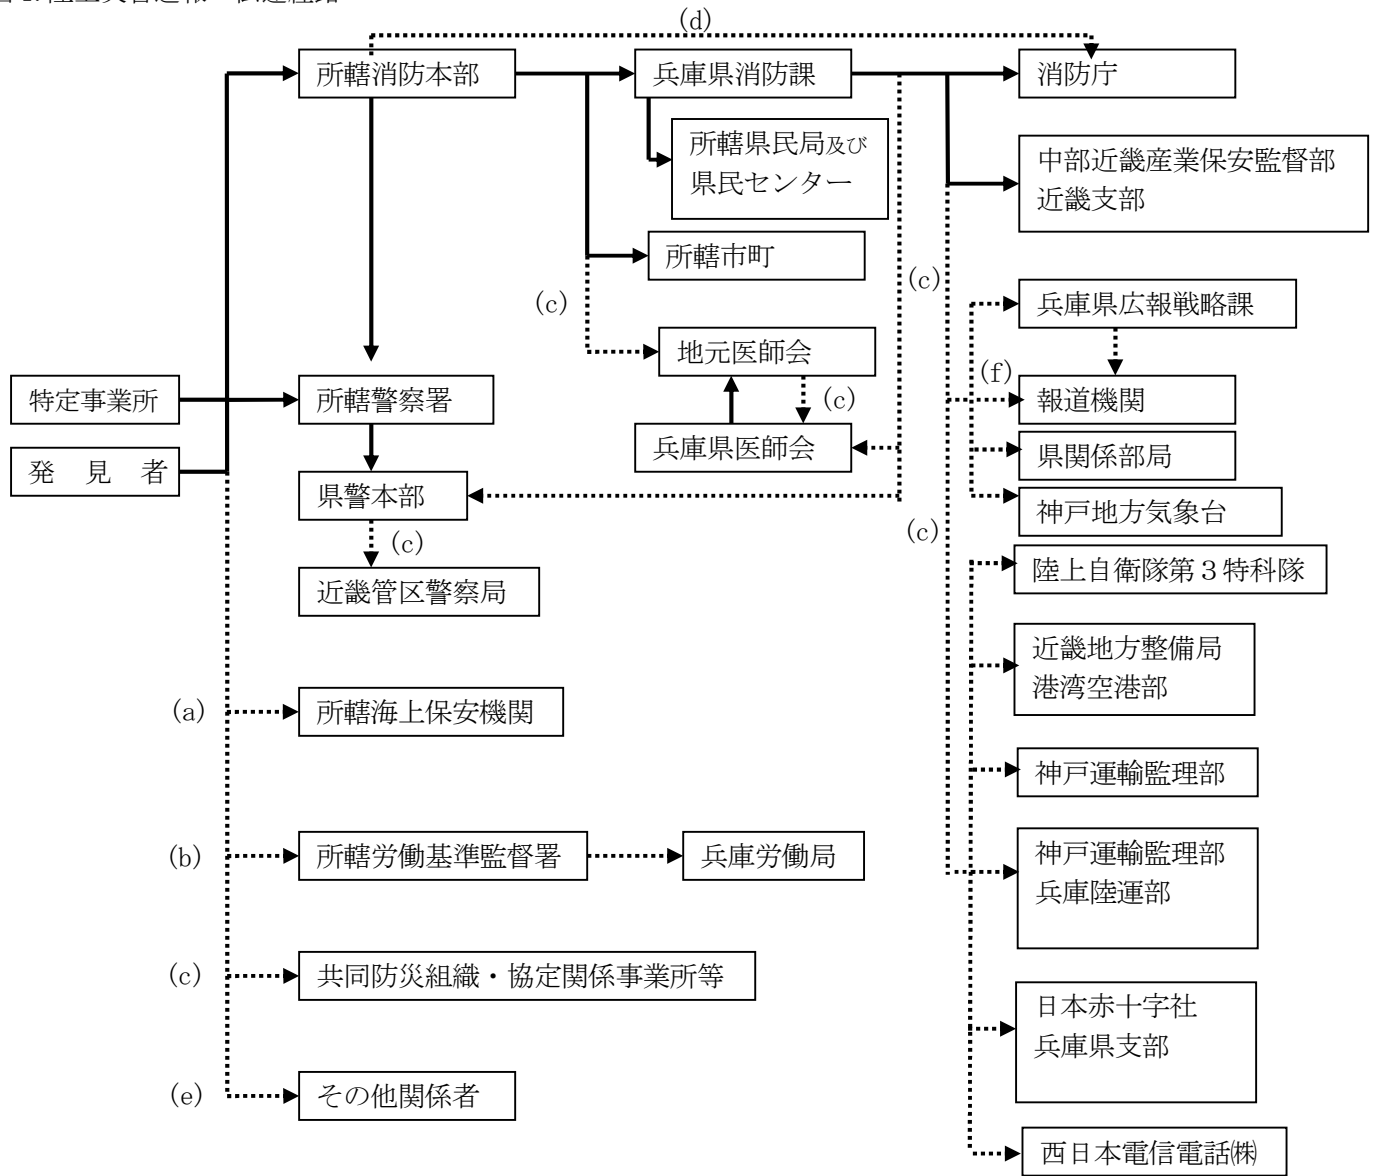 (d)
所轄消防本部
兵庫県消防課
消防庁
所轄県民局及び
県民センター
中部近畿産業保安監督部
近畿支部
所轄市町
(c)
(c)
兵庫県広報戦略課
地元医師会
(f)
特定事業所
所轄警察署
(c)
報道機関
発 見 者
兵庫県医師会
県関係部局
県警本部
神戸地方気象台
(c)
(c)
陸上自衛隊第3特科隊
近畿管区警察局
近畿地方整備局
港湾空港部
(a)
所轄海上保安機関
神戸運輸監理部
(b)
所轄労働基準監督署
兵庫労働局
神戸運輸監理部
兵庫陸運部
(c)
共同防災組織・協定関係事業所等
日本赤十字社
兵庫県支部
(e)
その他関係者
西日本電信電話㈱